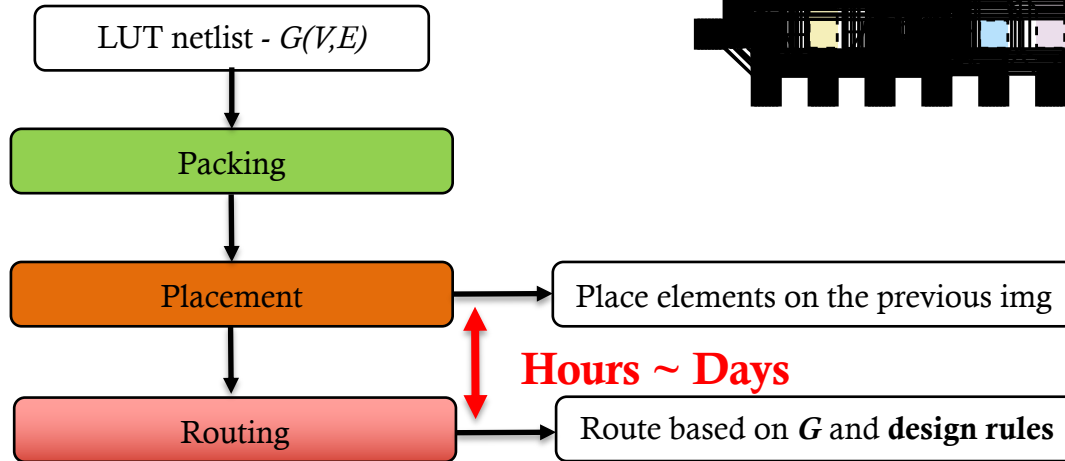 LUT netlist - G(V,E)
Packing
Placement
Place elements on the previous img
Hours ~ Days
Routing
Route based on G and design rules